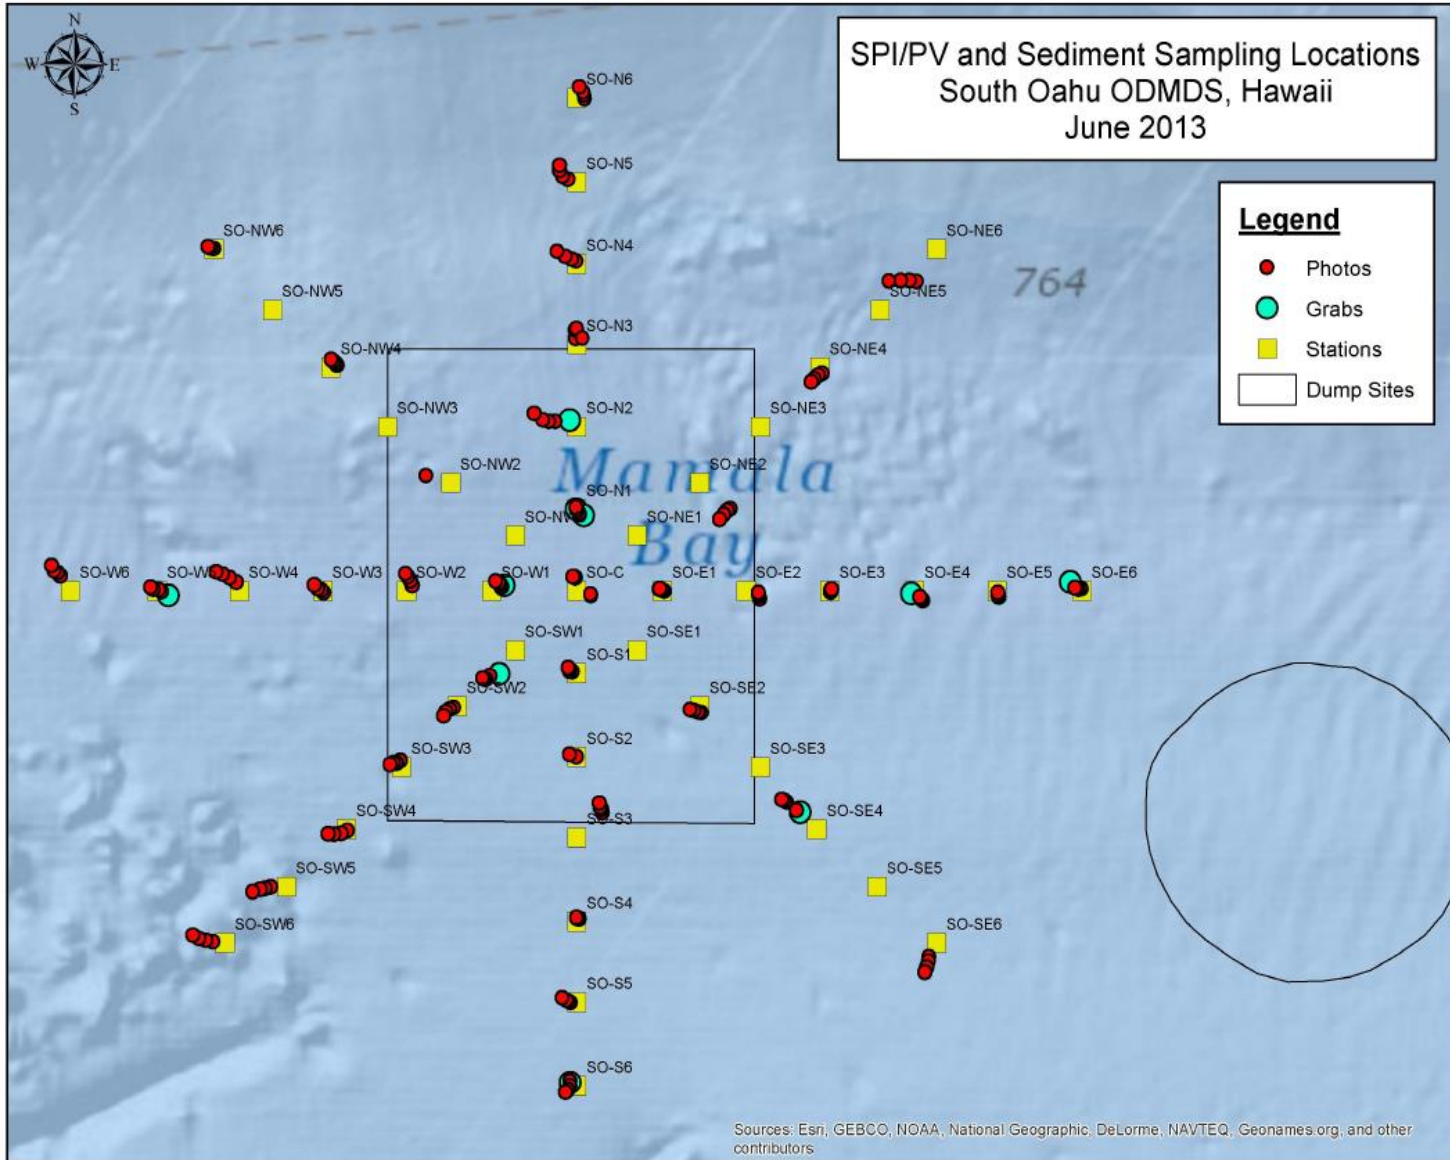 N
W
E
S
SPI/PV and Sediment Sampling Locations
South Oahu ODMDS, Hawaii
June 2013
Legend
Photos
Grabs
Stations
Dump Sites
SO-N6
SO-N5
SO-NW6
SO-N4
SO-NE6
764
SO-NW5
SO-NE5
SO-N3
SO-NW4
SO-NE4
SO-NW3
SO-N2
SO-NE3
Mamala
Bay
SO-NW2
SO-NE2
SO-N1
SO-NE1
SO-W6
SO-W4
SO-W3
SO-W2
SO-W1
SO-C
SO-E1
SO-E2
SO-E3
SO-E4
SO-E5
SO-E6
SO-SW1
SO-S1
SO-SE1
SO-SW2
SO-SE2
SO-SW3
SO-S2
SO-SE3
SO-SW4
SO-S3
SO-SE4
SO-SW5
SO-SE5
SO-SW6
SO-S4
SO-SE6
SO-S5
SO-S6
Sources: Esri, GEBCO, NOAA, National Geographic, DeLorme, NAVTEQ, Geonames.org, and other
contributors